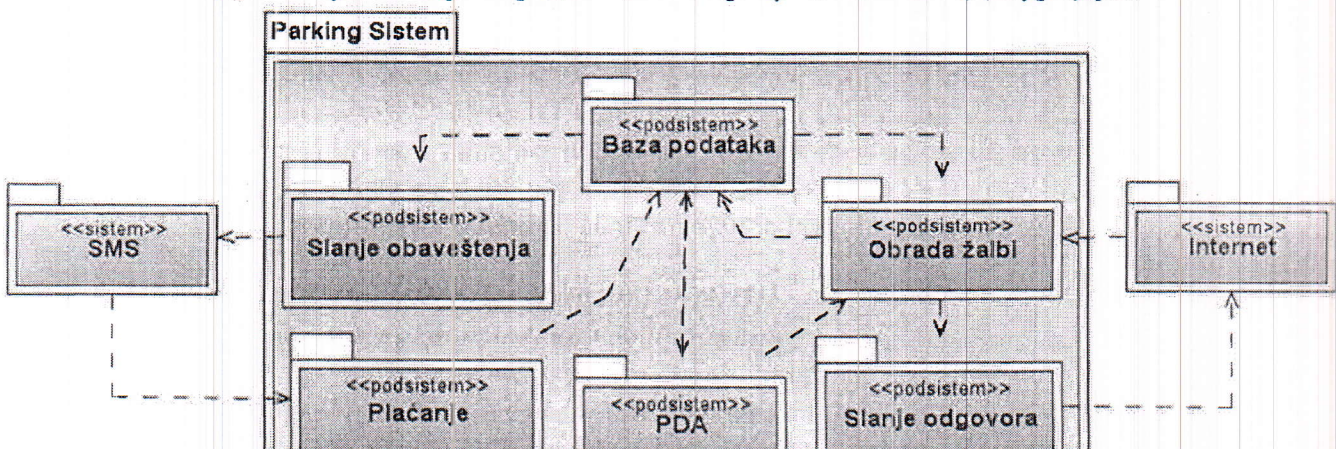 Parking Sistem
<<podsistem>>
Baza podataka
<<sistem>>
SMS
<<podsistem>>
Slanje obaveštenja
<<podsistem>>
Obrada žalbi
<<sistem>>
Internet
<<podsistem>>
Plaćanje
<<podsistem>>
PDA
<<podsistem>>
Slanje odgovora